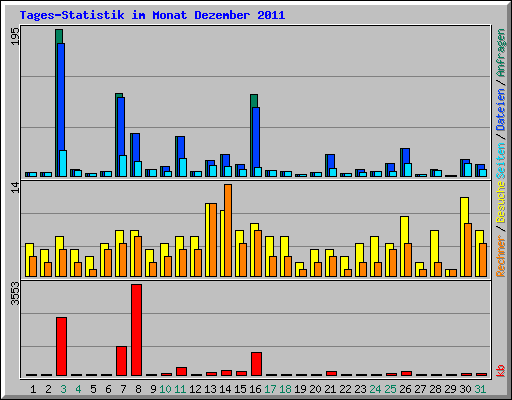 Tages-Statistik im Monat Dezember 2011
195
14
3553
Rechner / Besuche Seiten / Dateien / Anfragen
kb
1 2 3 4 5 6 7 8 9 10 11 12 13 14 15 16 17 18 19 20 21 22 23 24 25 26 27 28 29 30 31